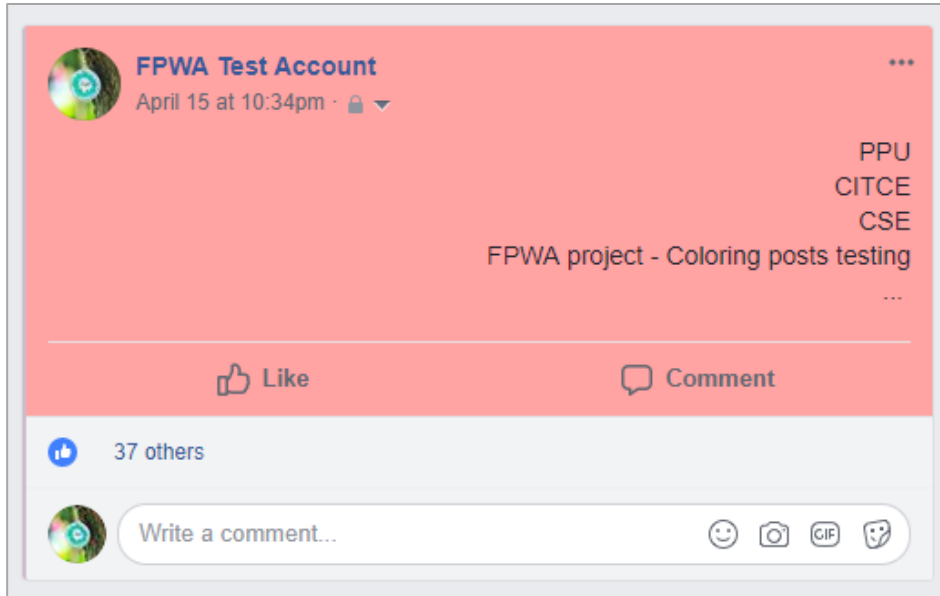 FPWA Test Account
April 15 at 10:34pm ·
PPU
CITCE
CSE
FPWA project - Coloring posts testing
...
Like Comment
37 others
Write a comment... GIF